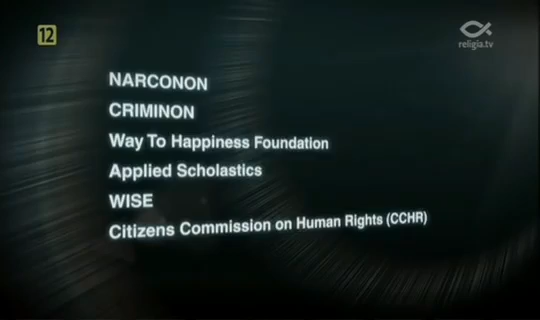 12
religia.tv
NARCONON
CRIMINON
Way To Happiness Foundation
Applied Scholastics
WISE
Citizens Commission on Human Rights (CCHR)